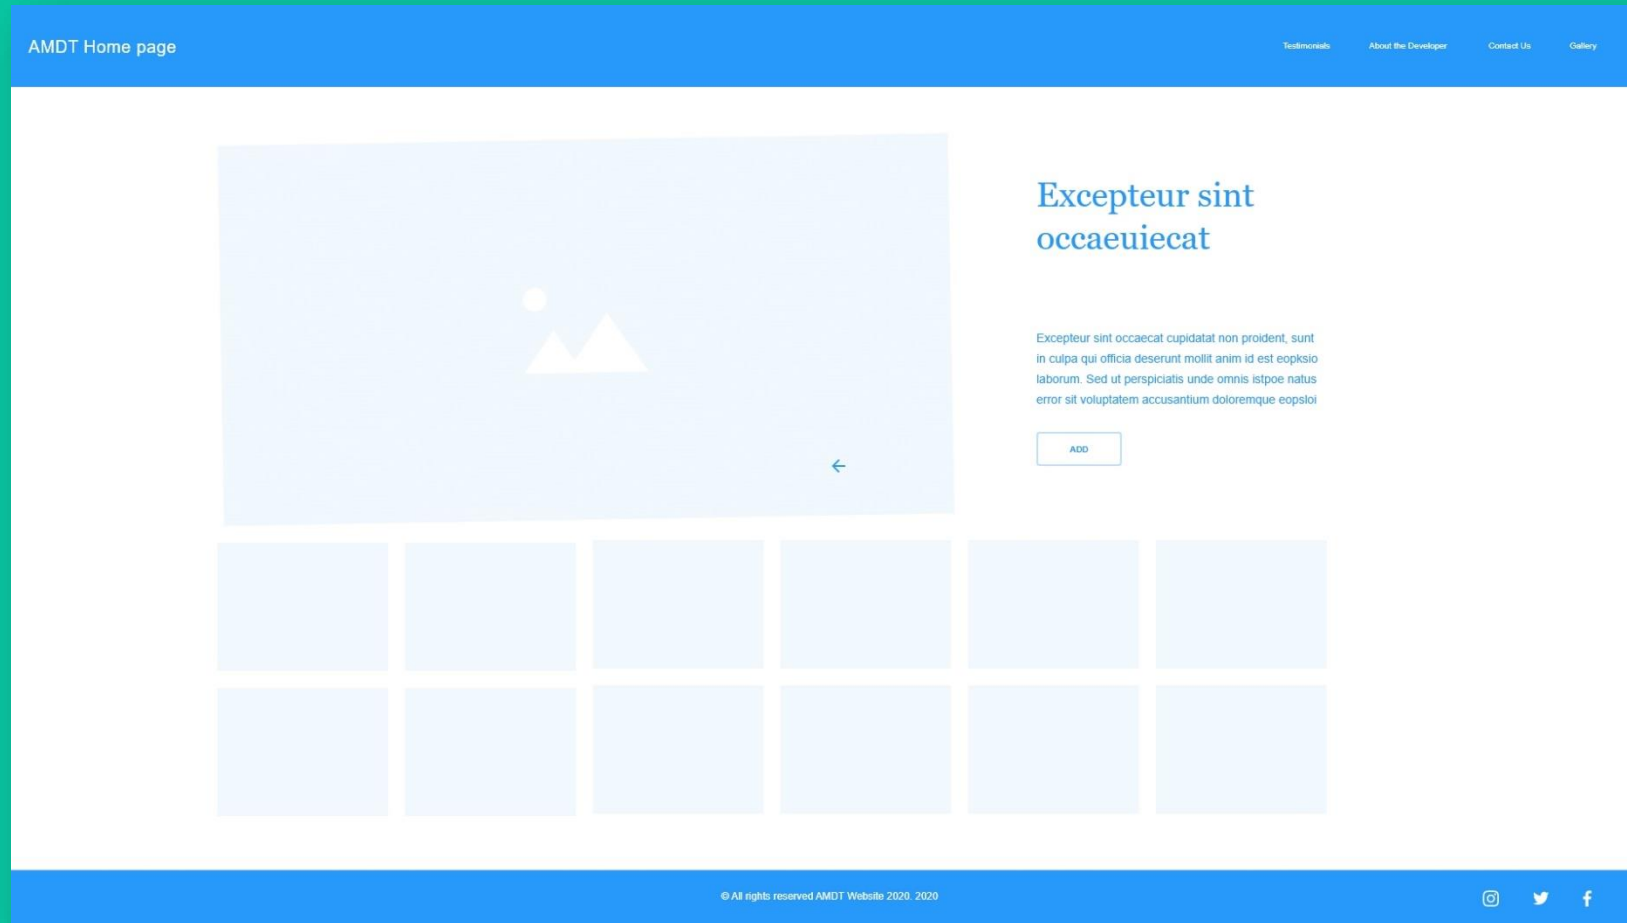 AMDT Home page
Testimonials About the Developer Contact Us Gallery
Excepteur sint
occaeuiecat
Excepteur sint occaecat cupidatat non proident, sunt
in culpa qui officia deserunt mollit anim id est eopksio
laborum. Sed ut perspiciatis unde omnis istpoe natus
error sit voluptatem accusantium doloremque eopsloi
ADD
© All rights reserved AMDT Website 2020. 2020